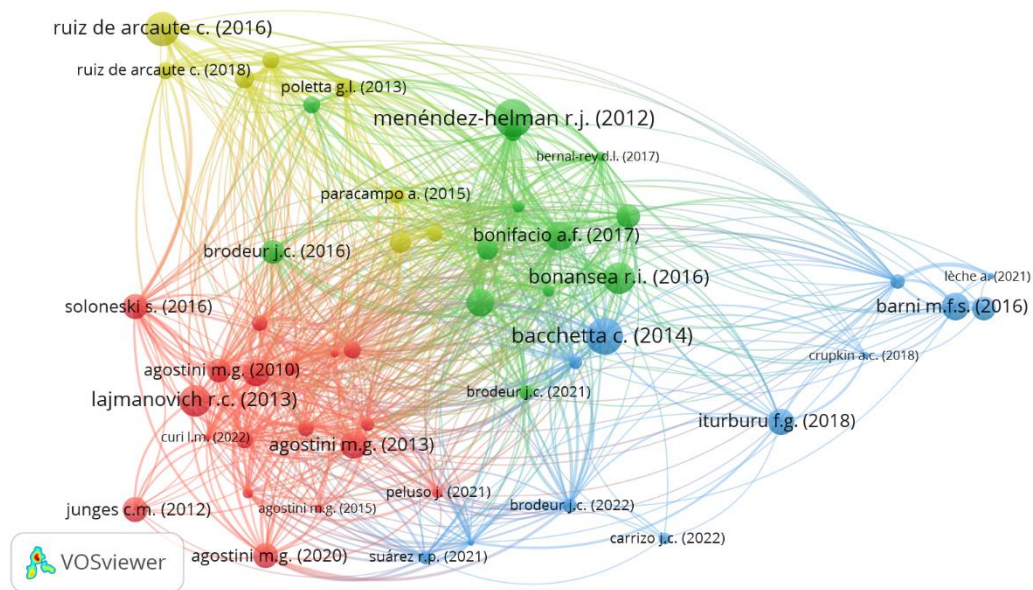 ruiz de arcaute c. (2016)
ruiz de arcaute c. (2018)
poletta g.l. (2013)
menéndez-helman r.j. (2012)
bernal-rey d.l. (2017)
paracampo a. (2015)
bonifacio a.f. (2017)
brodeur j.c. (2016)
bonansea r.i. (2016)
lèche a. (2021)
soloneski s. (2016)
barni m.f.s. (2016)
bacchetta c. (2014)
crupkin a.c. (2018)
agostini m.g. (2010)
brodeur j.c. (2021)
lajmanovich r.c. (2013)
iturburu f.g. (2018)
curi l.m. (2022)
agostini m.g. (2013)
peluso j. (2021)
brodeur j.c. (2022)
junges c.m. (2012)
agostini m.g. (2015)
carrizo j.c. (2022)
agostini m.g. (2020)
suárez r.p. (2021)
VOSviewer